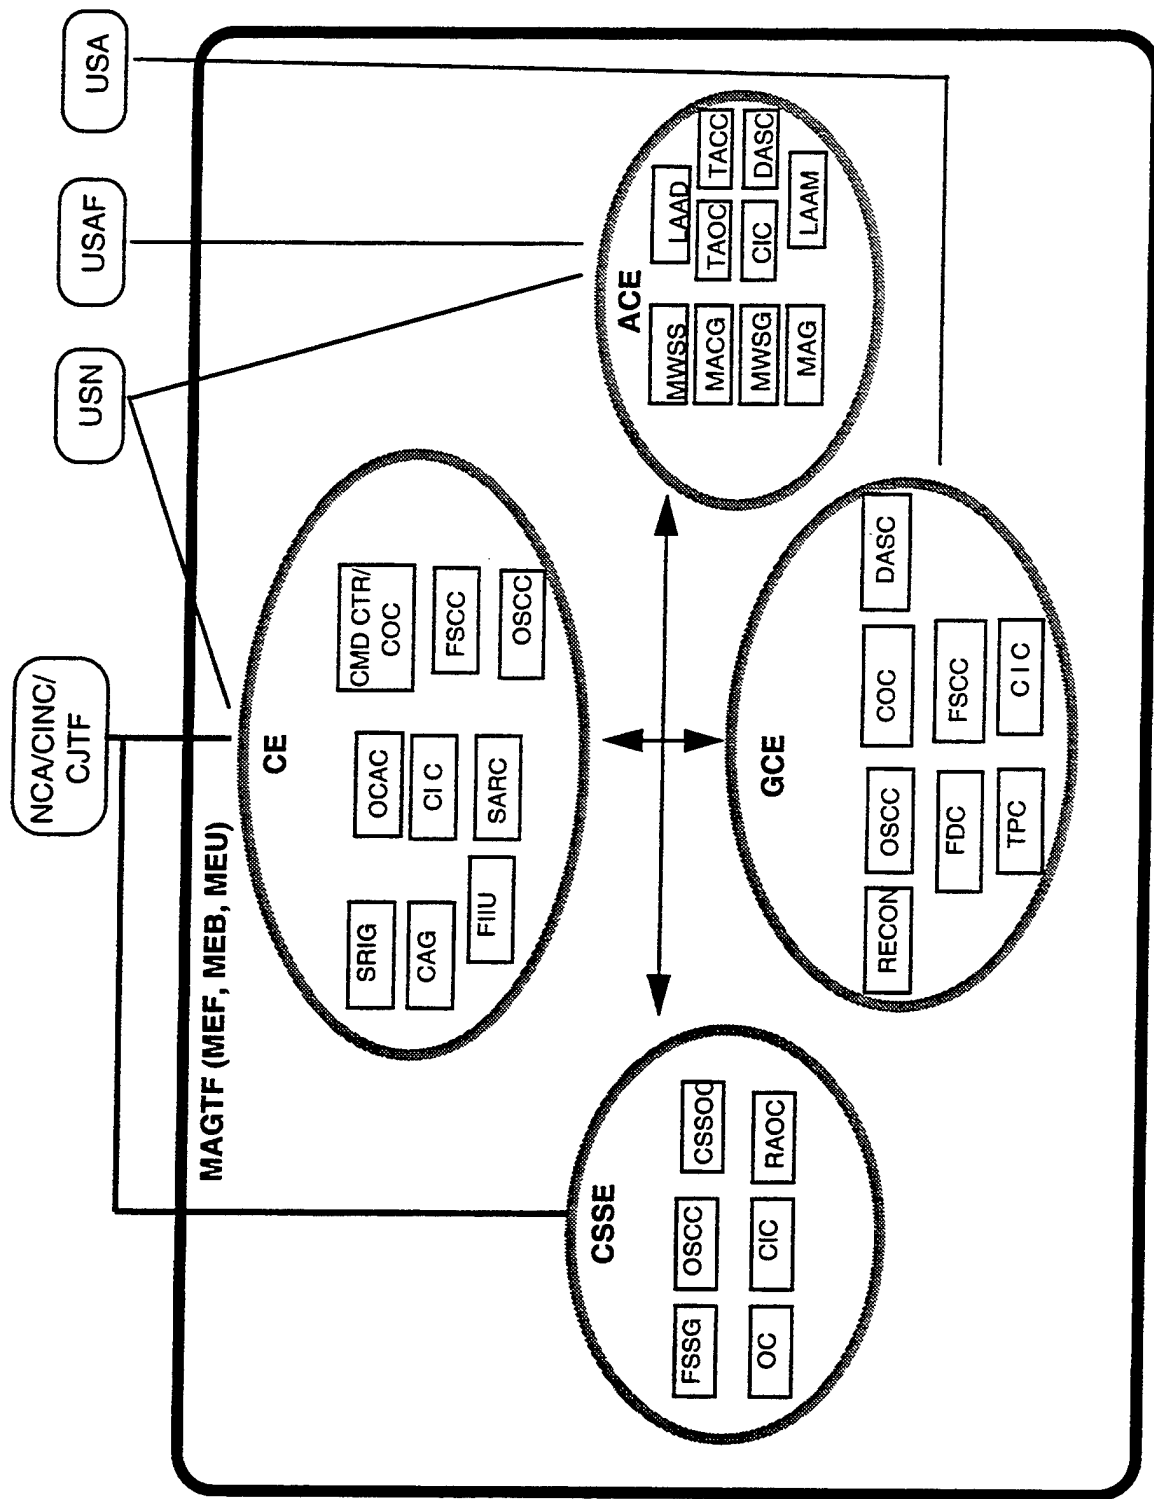 NCA/CINC/
CJTF
USN
USAF
USA
MAGTF (MEF, MEB, MEU)
CE
SRIG
OCAC
CMD CTR/
COC
CAG
CI C
FSCC
FIIU
SARC
OSCC
CSSE
FSSG
OSCC
CSSOC
OC
CIC
RAOC
ACE
MWSS
LAAD
MACG
TAOC
TACC
MWSG
CIC
DASC
MAG
LAAM
GCE
RECON
OSCC
COC
DASC
FDC
FSCC
TPC
C I C